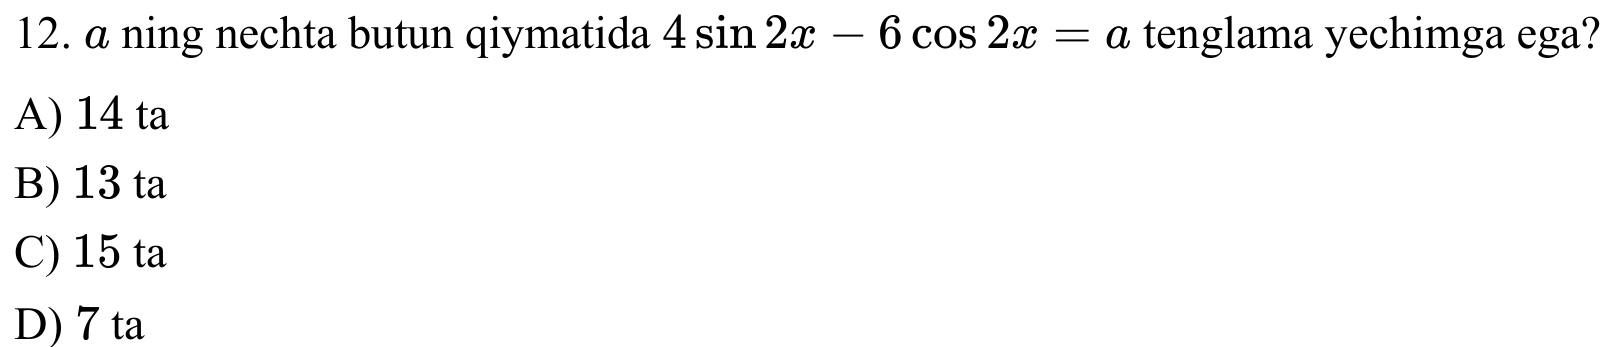 12. a ning nechta butun qiymatida 4 sin 2x − 6 cos 2x = a tenglama yechimga ega?
A) 14 ta
B) 13 ta
C) 15 ta
D) 7 ta